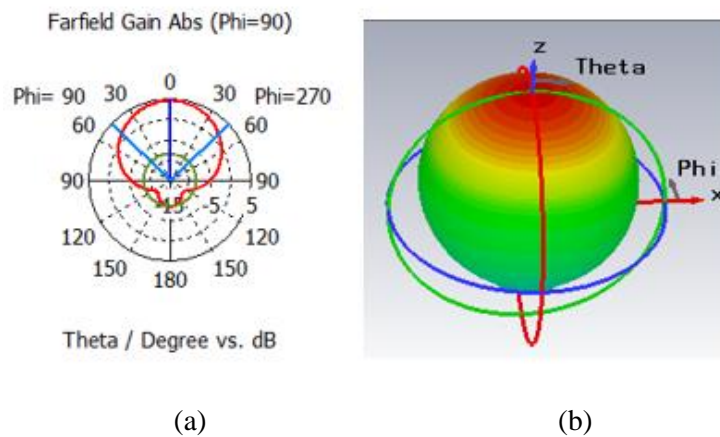 Farfield Gain Abs (Phi=90)
0
Phi= 90 30 30 Phi=270
60 60
90 -15 -5 5 90
120 120
150 150
180
Theta / Degree vs. dB
z
Theta
Phi
x
(a) (b)